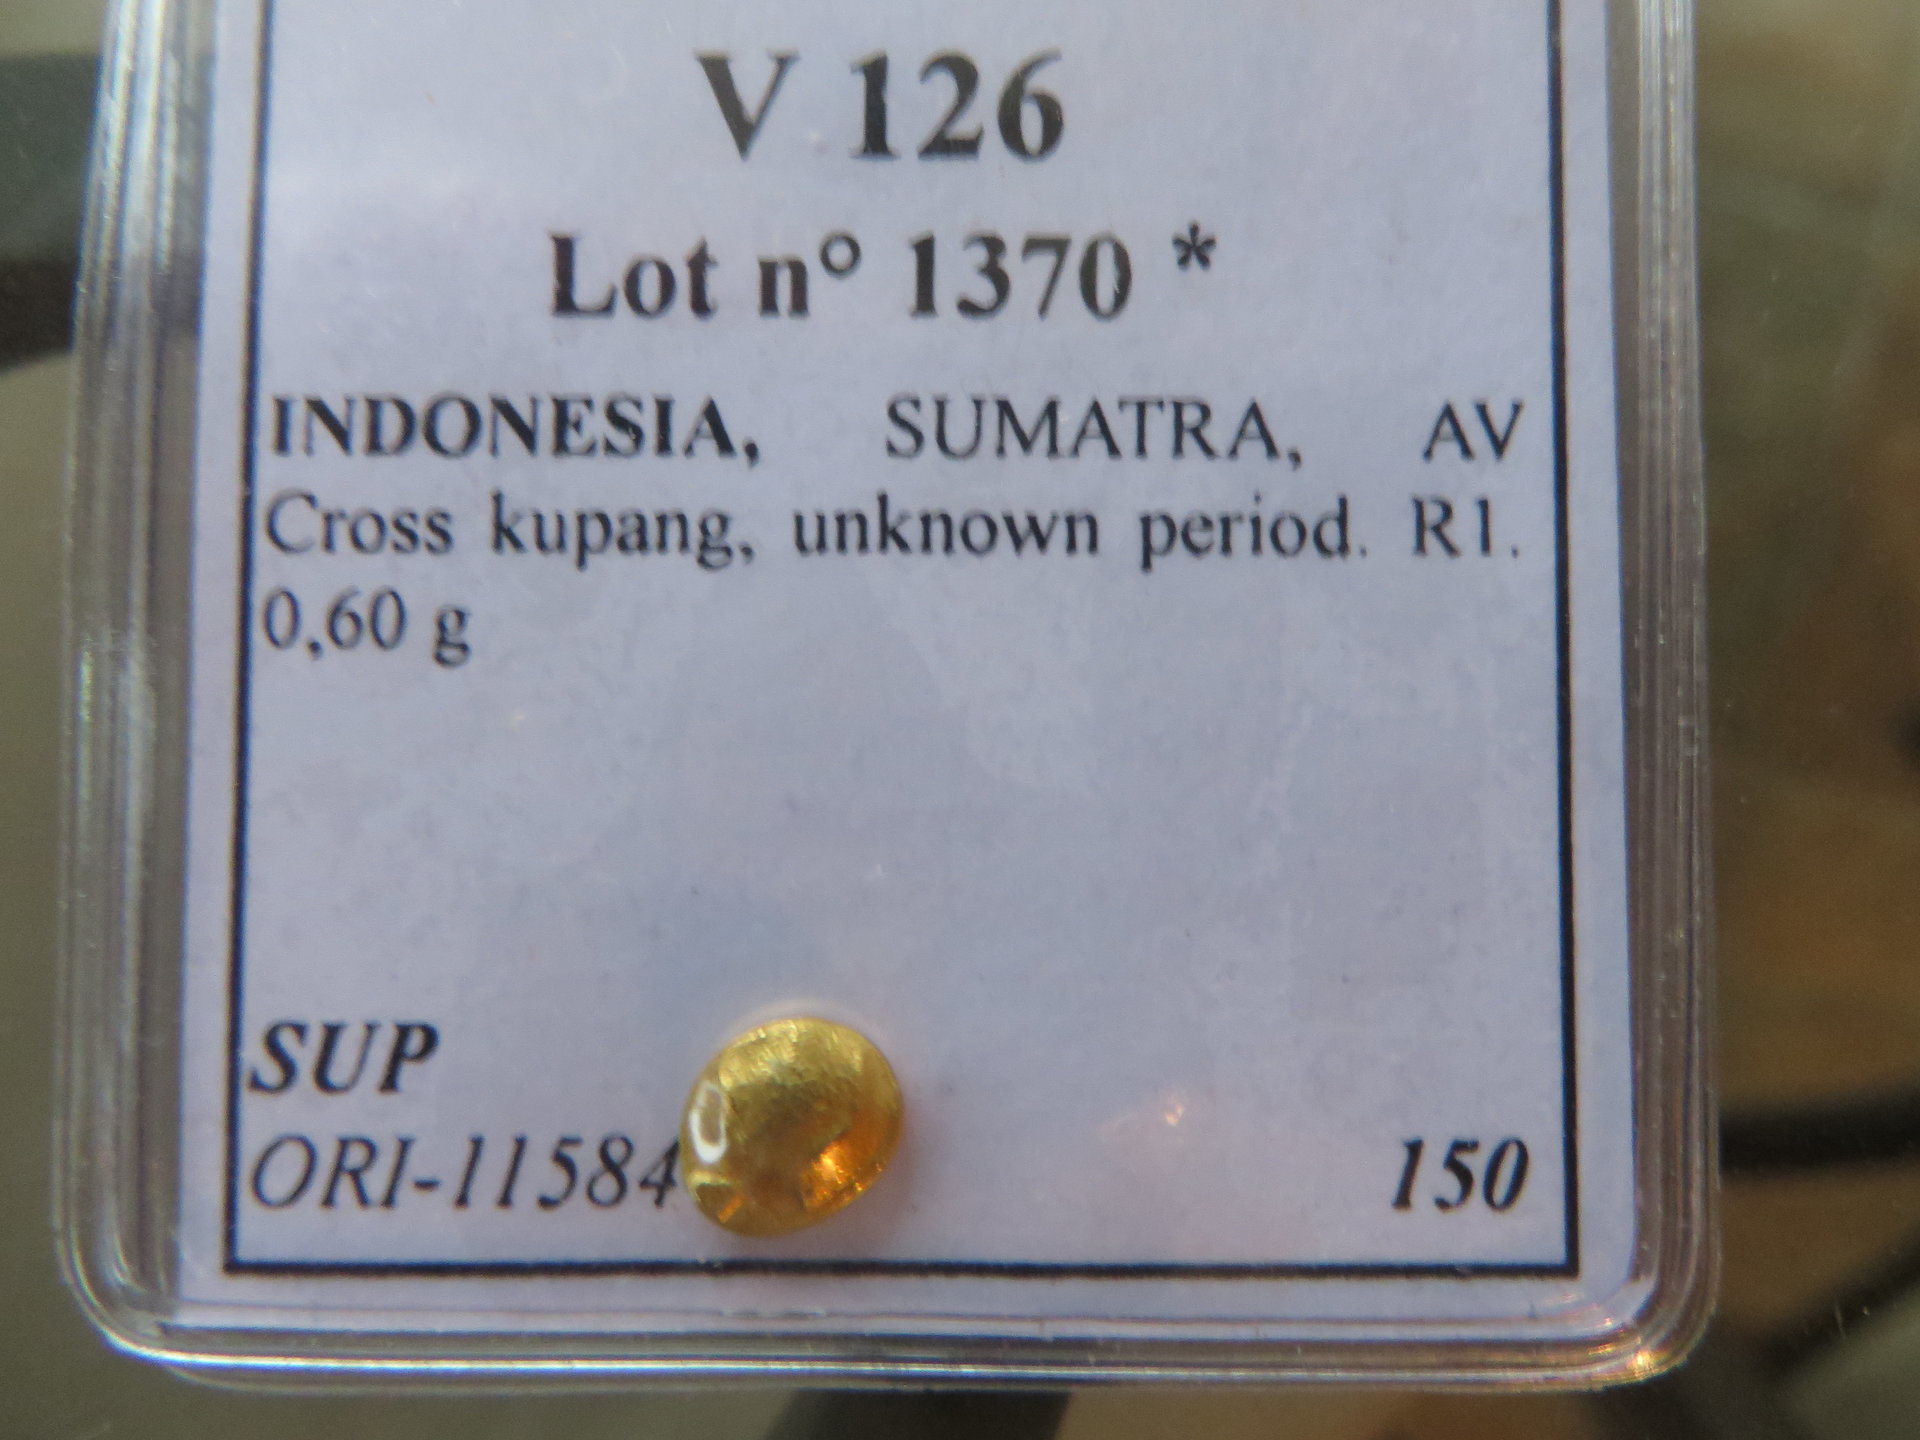 V 126
Lot n° 1370 *
INDONESIA, SUMATRA, AV
Cross kupang, unknown period. R1.
0,60 g
SUP
ORI-11584
150